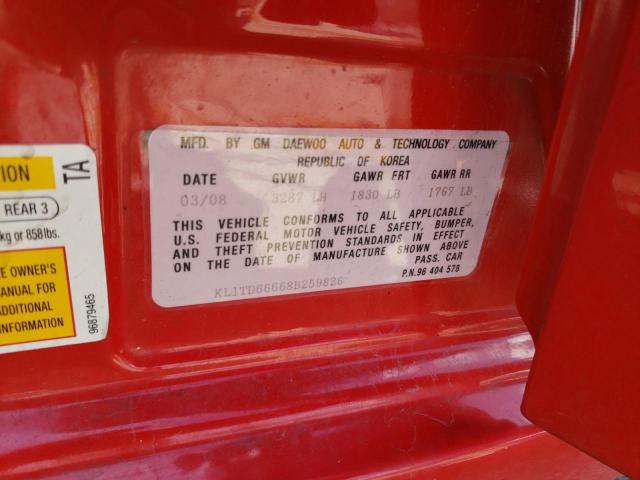 MFD. BY GM DAEWOO AUTO & TECHNOLOGY COMPANY
REPUBLIC OF KOREA
DATE GVWR GAWR FRT GAWR RR
03/08 3287 LB 1830 LB 1767 LB
THIS VEHICLE CONFORMS TO ALL APPLICABLE
U.S. FEDERAL MOTOR VEHICLE SAFETY, BUMPER,
AND THEFT PREVENTION STANDARDS IN EFFECT
ON THE DATE OF MANUFACTURE SHOWN ABOVE
PASS. CAR
P.N.96 404 578
KL1TD66668B259826
TION
REAR 3
kg or 858lbs.
E OWNER'S
MANUAL FOR
ADDITIONAL
INFORMATION
TA
96879465